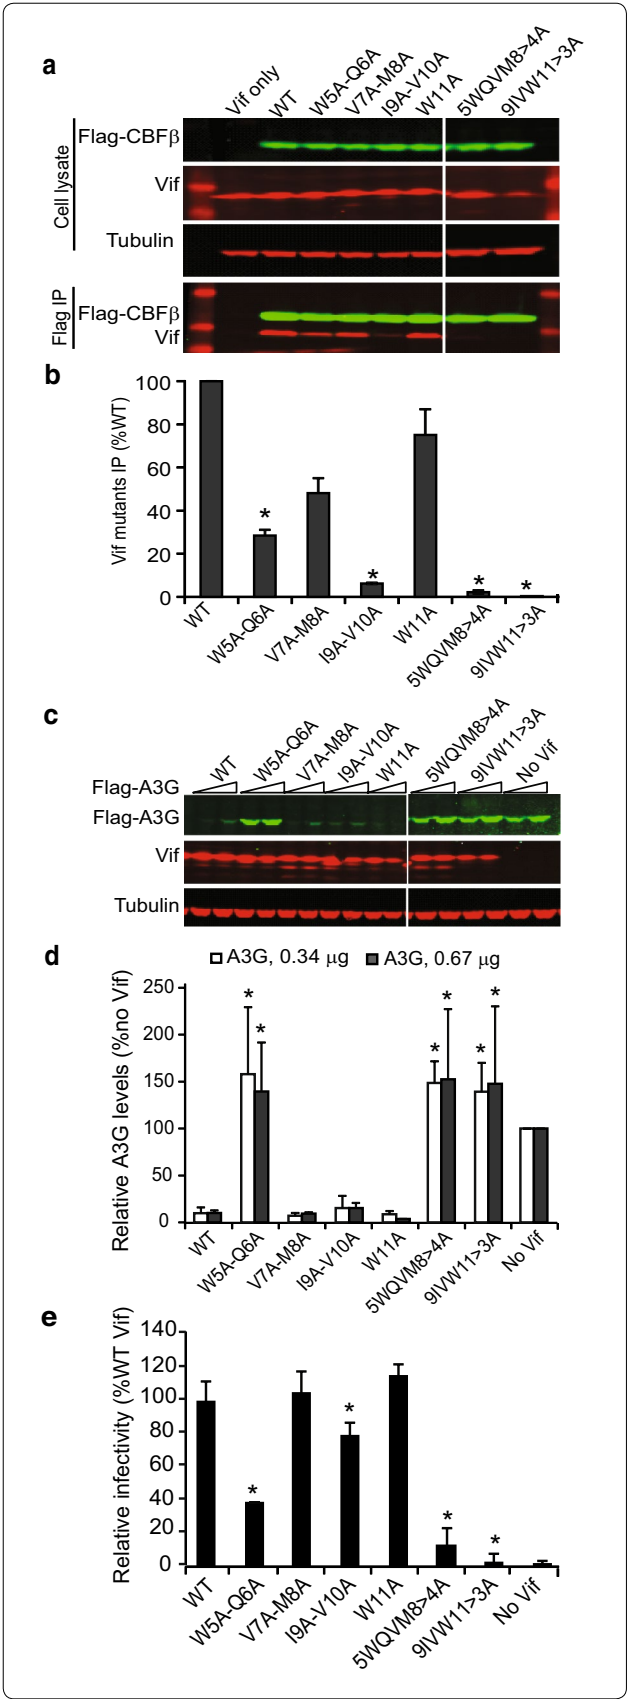 a
Vif only
WT
W5A-Q6A
V7A-M8A
I9A-V10A
W11A
5WQVM8>4A
9IVW11>3A
Cell lysate
Flag-CBFβ
Vif
Tubulin
Flag IP
Flag-CBFβ
Vif
b
Vif mutants IP (%WT)
100
80
60
40
20
0
*
*
*
*
WT
W5A-Q6A
V7A-M8A
I9A-V10A
W11A
5WQVM8>4A
9IVW11>3A
c
WT
W5A-Q6A
V7A-M8A
I9A-V10A
W11A
5WQVM8>4A
9IVW11>3A
No Vif
Flag-A3G
Flag-A3G
Vif
Tubulin
d
A3G, 0.34 μg
A3G, 0.67 μg
Relative A3G levels (%no Vif)
250
200
150
100
50
0
*
*
*
*
*
*
WT
W5A-Q6A
V7A-M8A
I9A-V10A
W11A
5WQVM8>4A
9IVW11>3A
No Vif
e
Relative infectivity (%WT Vif)
140
120
100
80
60
40
20
0
*
*
*
*
WT
W5A-Q6A
V7A-M8A
I9A-V10A
W11A
5WQVM8>4A
9IVW11>3A
No Vif